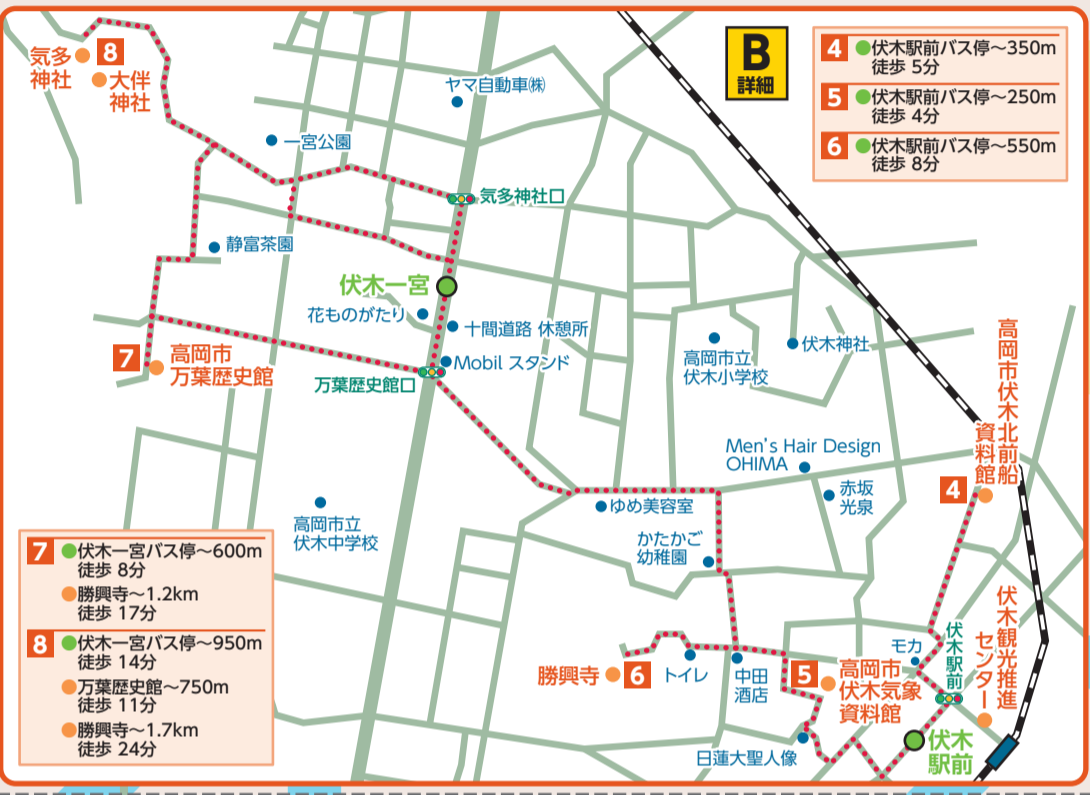 気多
神社
8
大伴
神社
ヤマ自動車㈱
B
詳細
4 伏木駅前バス停〜350m
徒歩 5分
5 伏木駅前バス停〜250m
徒歩 4分
6 伏木駅前バス停〜550m
徒歩 8分
一宮公園
気多神社口
静富茶園
伏木一宮
花ものがたり
十間道路 休憩所
Mobil スタンド
万葉歴史館口
7
高岡市
万葉歴史館
高岡市立
伏木小学校
伏木神社
高岡市伏木北前船
資料館
4
Men's Hair Design
OHIMA
赤坂
光泉
ゆめ美容室
かたかご
幼稚園
高岡市立
伏木中学校
7 伏木一宮バス停〜600m
徒歩 8分
勝興寺〜1.2km
徒歩 17分
8 伏木一宮バス停〜950m
徒歩 14分
万葉歴史館〜750m
徒歩 11分
勝興寺〜1.7km
徒歩 24分
勝興寺
6
トイレ
中田
酒店
5
高岡市
伏木気象
資料館
モカ
伏木駅前
伏木観光推進
センター
日蓮大聖人像
伏木
駅前